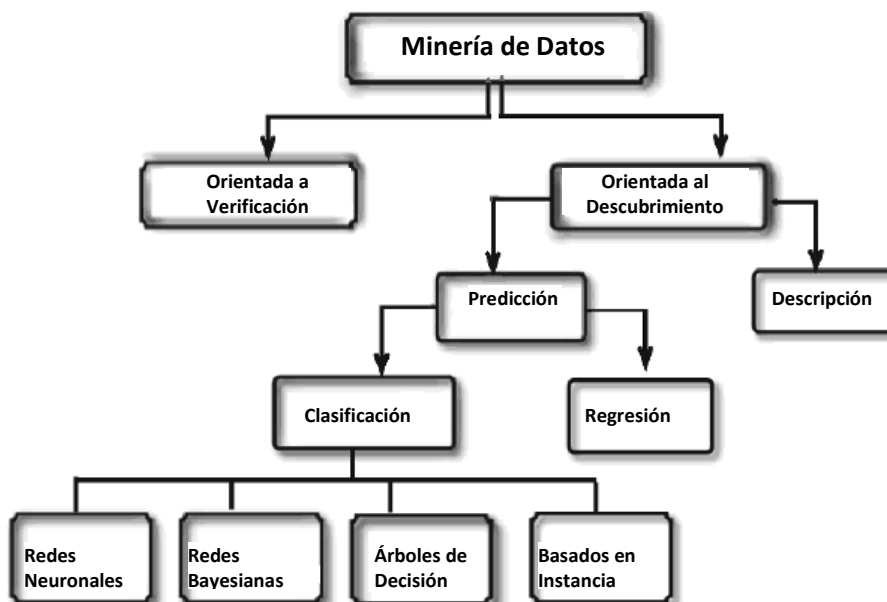 Minería de Datos
Orientada a
Verificación
Orientada al
Descubrimiento
Predicción
Descripción
Clasificación
Regresión
Redes
Neuronales
Redes
Bayesianas
Árboles de
Decisión
Basados en
Instancia